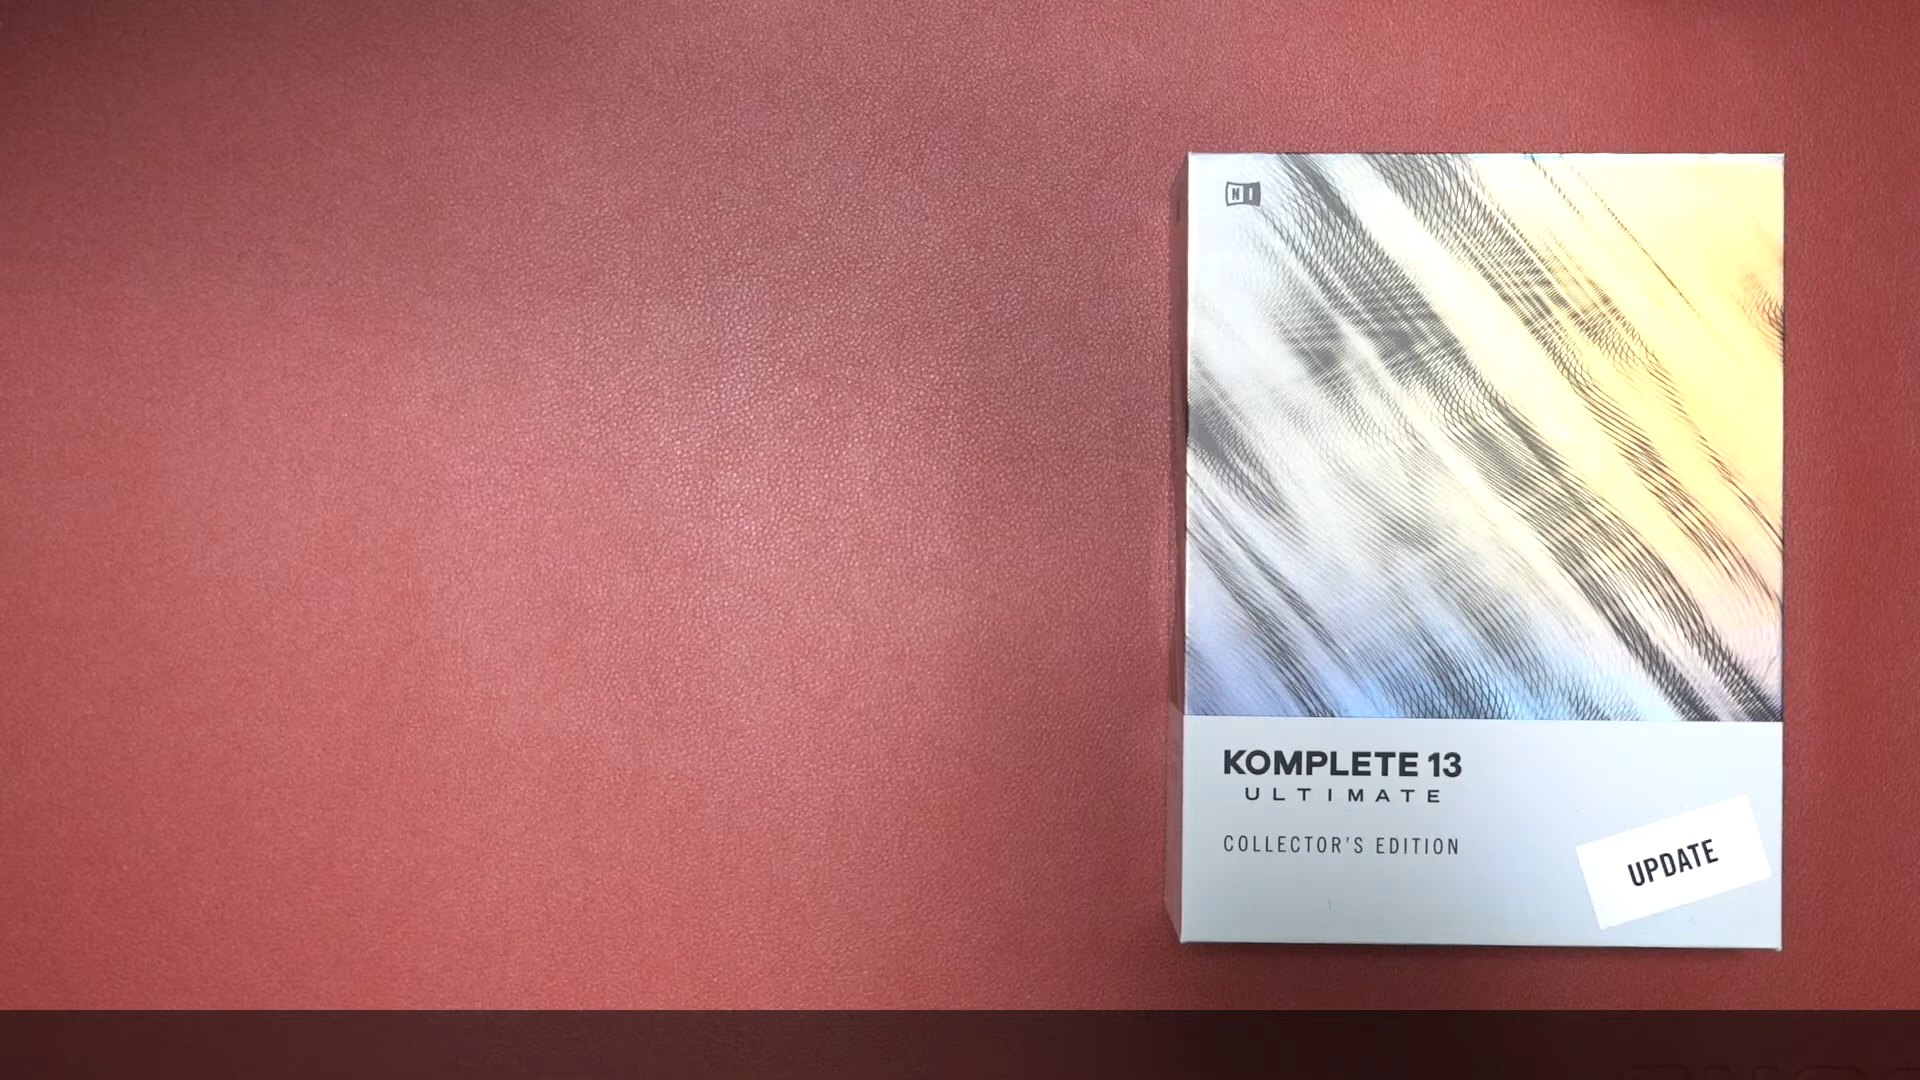 NI
KOMPLETE 13
ULTIMATE
COLLECTOR'S EDITION
UPDATE